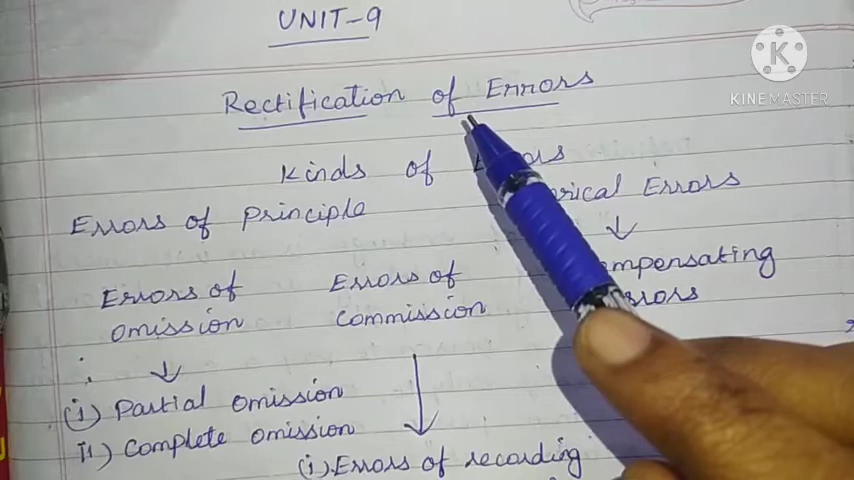 UNIT-9
Rectification of Errors
KINEMASTER
Kinds of
Errors of principle
Errors
Errors of
omission
Errors of
commission
(i) Partial omission
ii) Complete omission
(i) Errors of recording